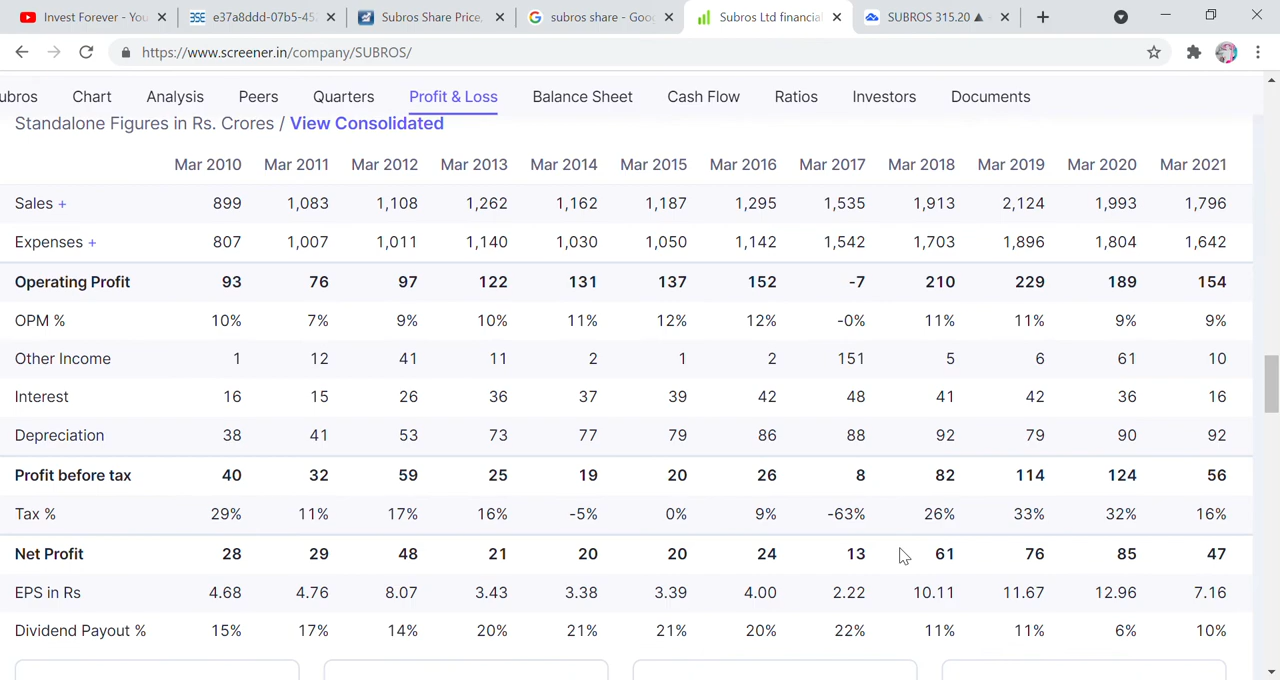 Invest Forever - You
e37a8ddd-07b5-45
Subros Share Price,
subros share - Goo
Subros Ltd financial
SUBROS 315.20 ▲
https://www.screener.in/company/SUBROS/
ubros Chart Analysis Peers Quarters Profit & Loss Balance Sheet Cash Flow Ratios Investors Documents
Standalone Figures in Rs. Crores / View Consolidated
Mar 2010 Mar 2011 Mar 2012 Mar 2013 Mar 2014 Mar 2015 Mar 2016 Mar 2017 Mar 2018 Mar 2019 Mar 2020 Mar 2021
Sales + 899 1,083 1,108 1,262 1,162 1,187 1,295 1,535 1,913 2,124 1,993 1,796
Expenses + 807 1,007 1,011 1,140 1,030 1,050 1,142 1,542 1,703 1,896 1,804 1,642
Operating Profit 93 76 97 122 131 137 152 -7 210 229 189 154
OPM % 10% 7% 9% 10% 11% 12% 12% -0% 11% 11% 9% 9%
Other Income 1 12 41 11 2 1 2 151 5 6 61 10
Interest 16 15 26 36 37 39 42 48 41 42 36 16
Depreciation 38 41 53 73 77 79 86 88 92 79 90 92
Profit before tax 40 32 59 25 19 20 26 8 82 114 124 56
Tax % 29% 11% 17% 16% -5% 0% 9% -63% 26% 33% 32% 16%
Net Profit 28 29 48 21 20 20 24 13 61 76 85 47
EPS in Rs 4.68 4.76 8.07 3.43 3.38 3.39 4.00 2.22 10.11 11.67 12.96 7.16
Dividend Payout % 15% 17% 14% 20% 21% 21% 20% 22% 11% 11% 6% 10%